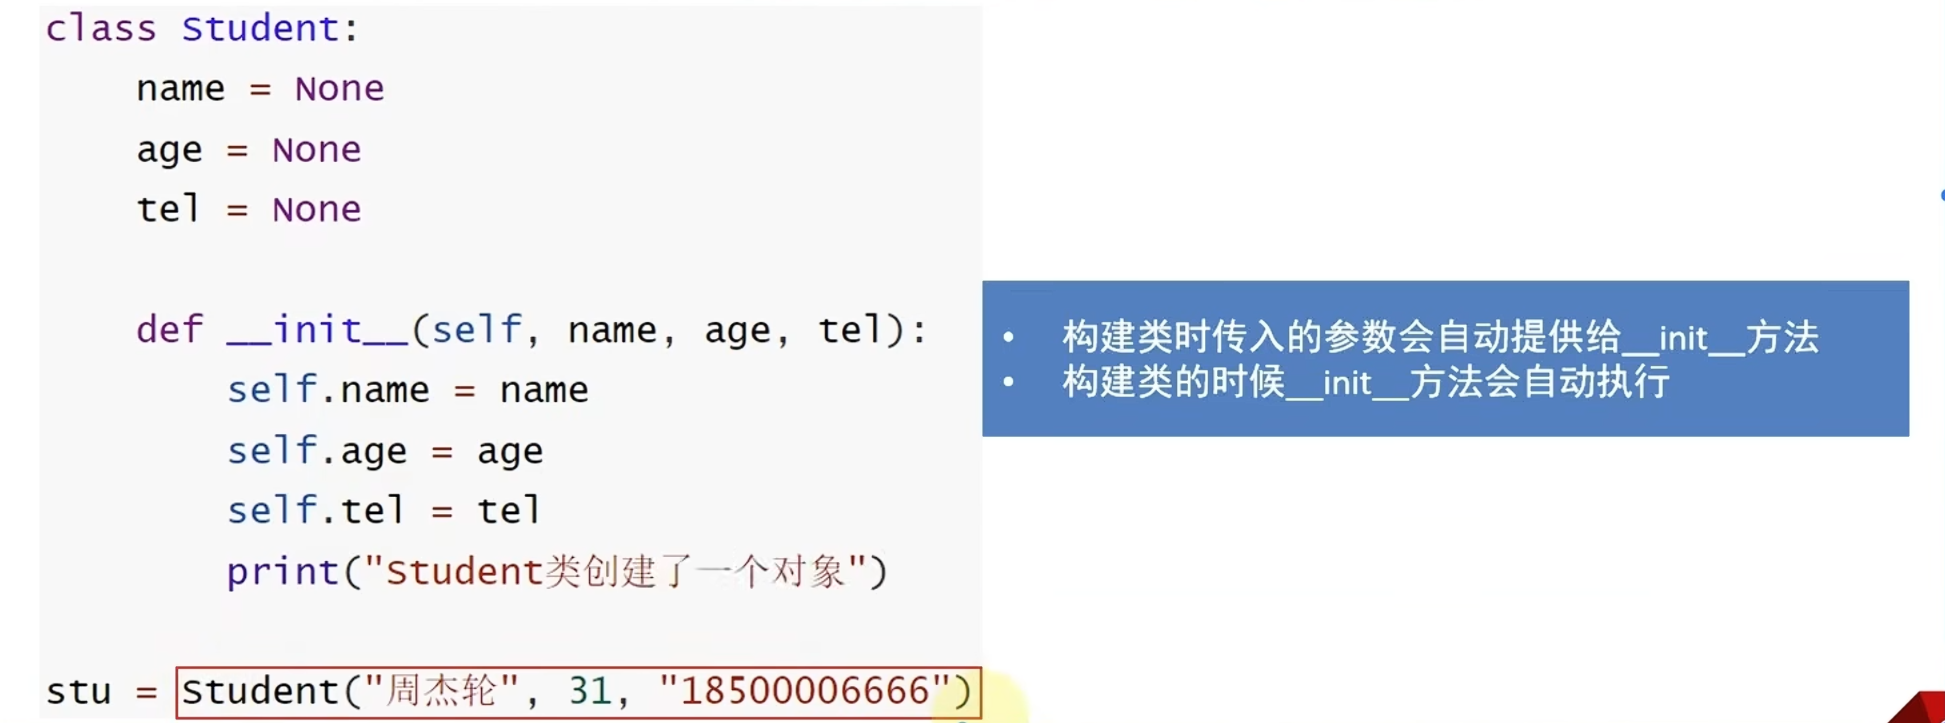 class Student:
    name = None
    age = None
    tel = None
    def __init__(self, name, age, tel):
        self.name = name
        self.age = age
        self.tel = tel
        print("Student类创建了一个对象")
stu = Student("周杰轮", 31, "18500006666")
• 构建类时传入的参数会自动提供给__init__方法
• 构建类的时候__init__方法会自动执行